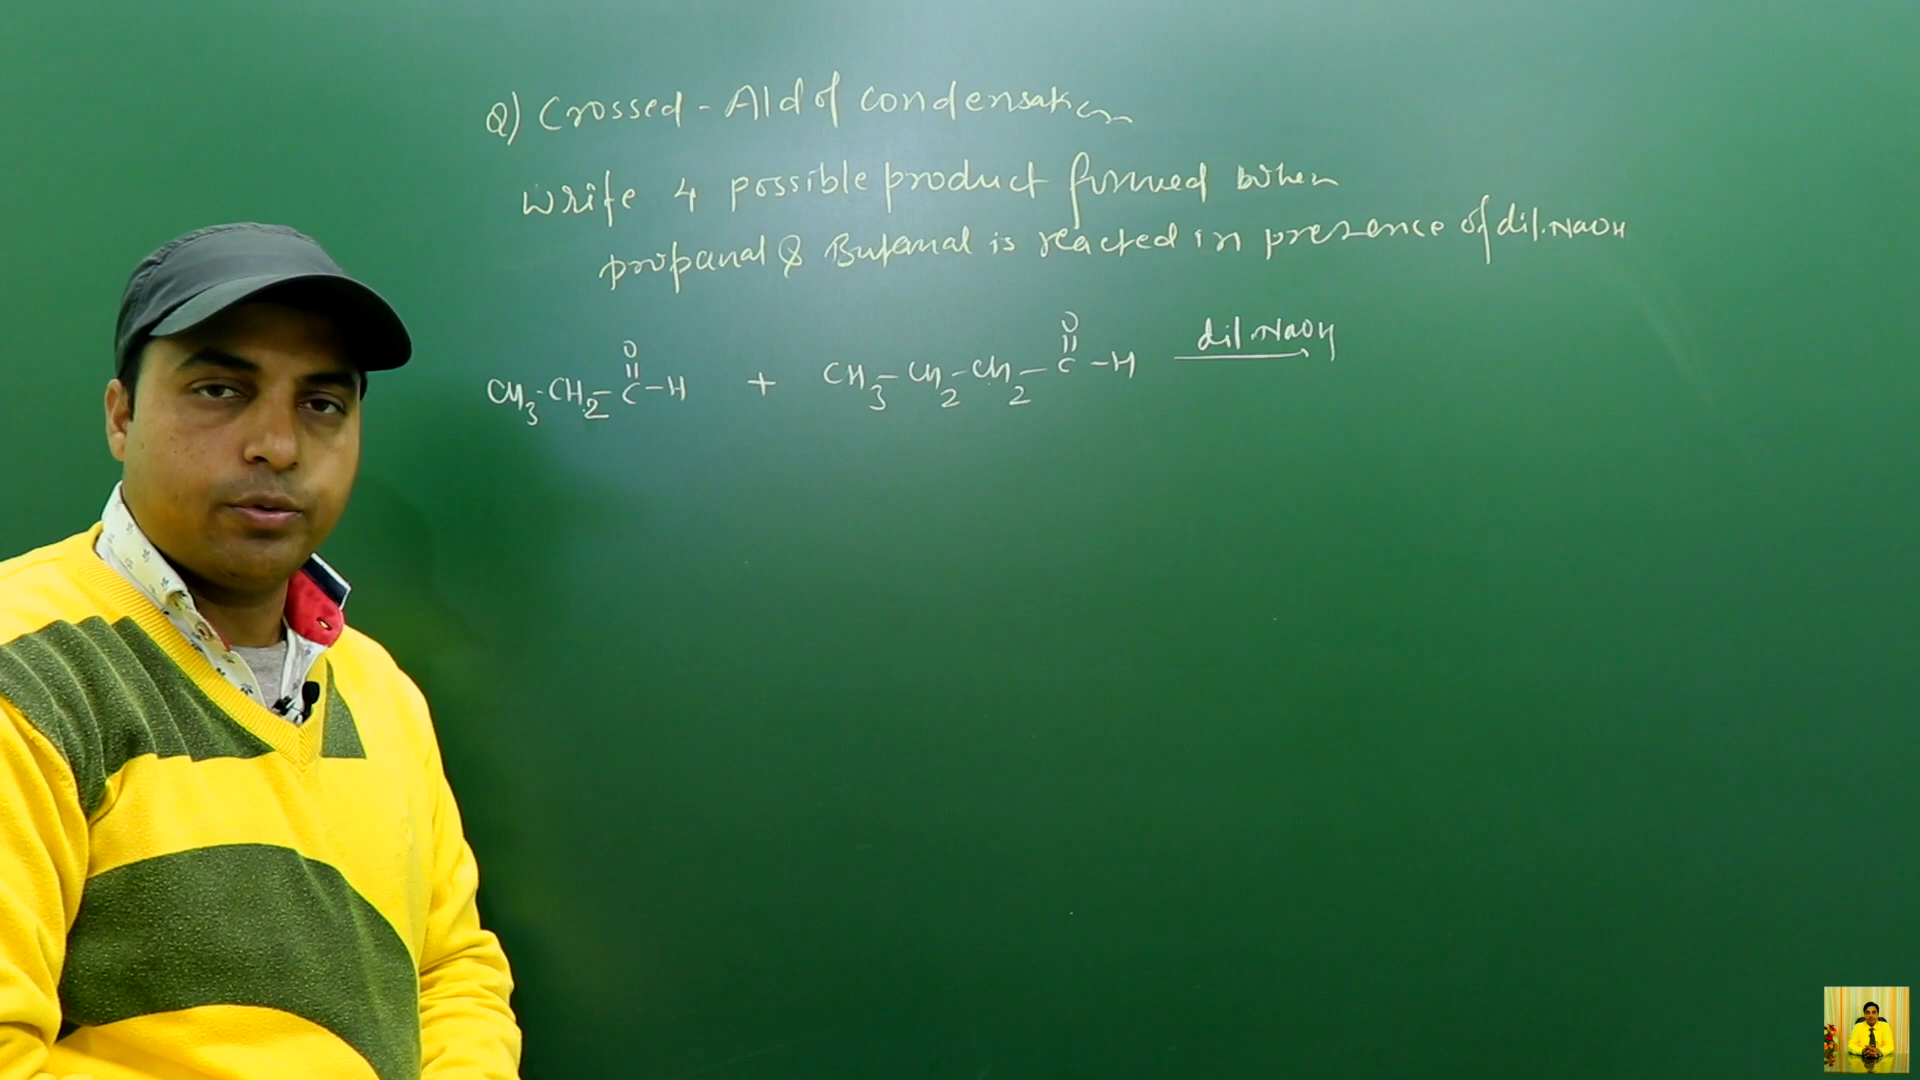 Q) Crossed-Aldol condensation
Write 4 possible product formed when
propanal & Butanal is reacted in presence of dil.NaOH
O O dil.NaOH
CH3-CH2-C-H + CH3-CH2-CH2-C-H